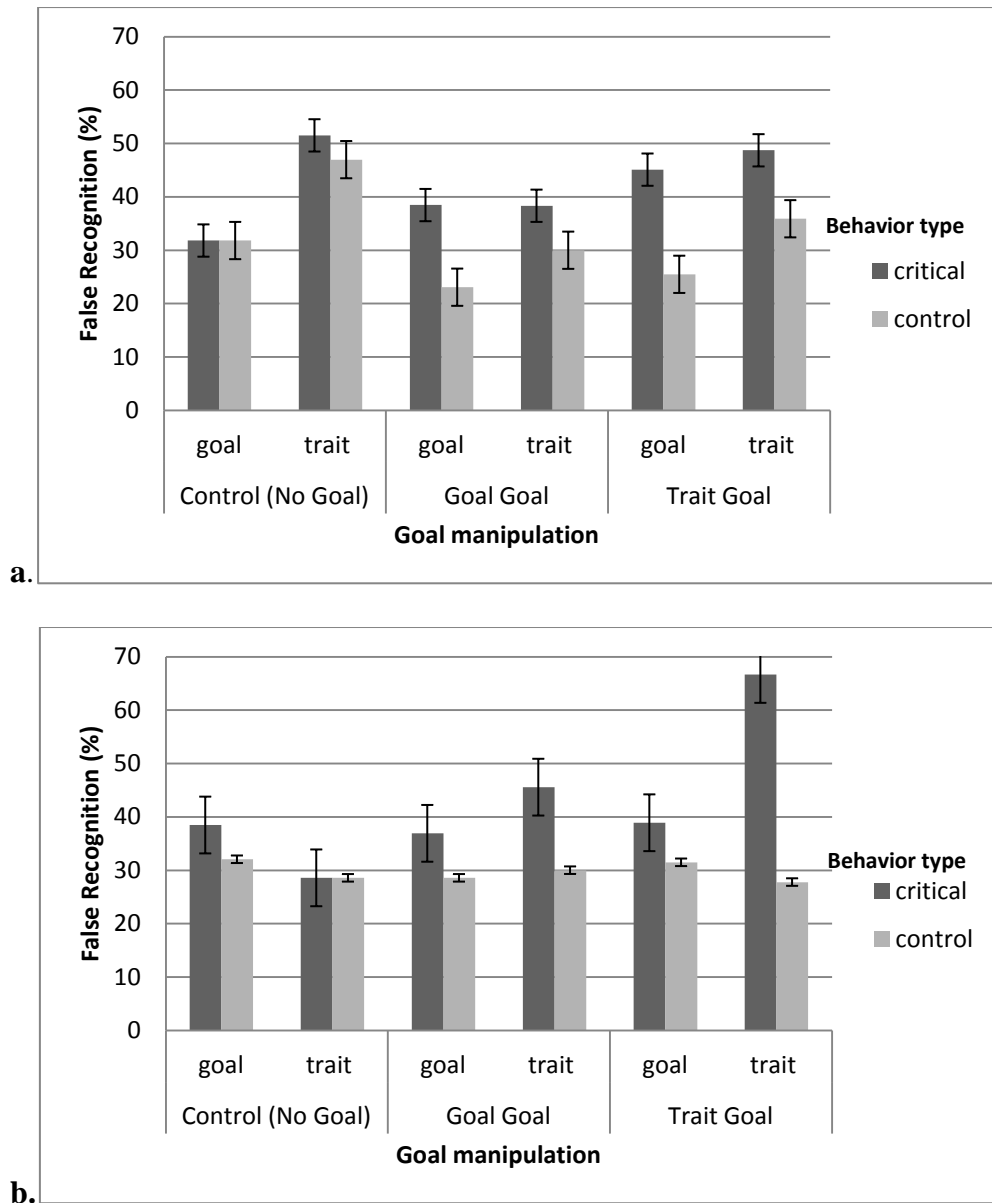 70
60
50
40
30
20
10
0
False Recognition (%)
goal trait goal trait goal trait
Control (No Goal) Goal Goal Trait Goal
Goal manipulation
Behavior type
critical
control
a.
70
60
50
40
30
20
10
0
False Recognition (%)
goal trait goal trait goal trait
Control (No Goal) Goal Goal Trait Goal
Goal manipulation
Behavior type
critical
control
b.